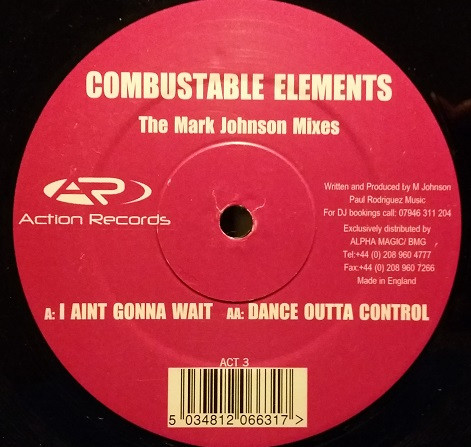 COMBUSTABLE ELEMENTS
The Mark Johnson Mixes
AR
Action Records
Written and Produced by M Johnson
Paul Rodriguez Music
For DJ bookings call: 07946 311 204
Exclusively distributed by
ALPHA MAGIC/ BMG
Tel:+44 (0) 208 960 4777
Fax:+44 (0) 208 960 7266
Made in England
A: I AINT GONNA WAIT AA: DANCE OUTTA CONTROL
ACT 3
5 034812 066317 >